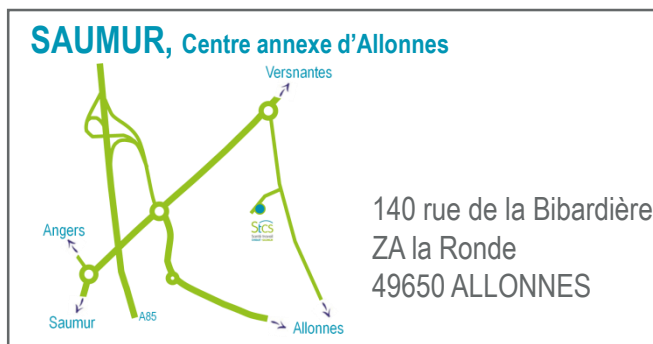 SAUMUR, Centre annexe d'Allonnes
Versnantes
Angers
Stcs
140 rue de la Bibardière
ZA la Ronde
49650 ALLONNES
Saumur
A85
Allonnes